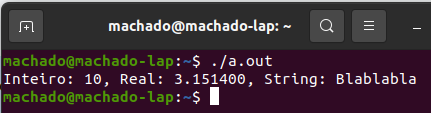 machado@machado-lap: ~
machado@machado-lap:~$ ./a.out
Inteiro: 10, Real: 3.151400, String: Blablabla
machado@machado-lap:~$